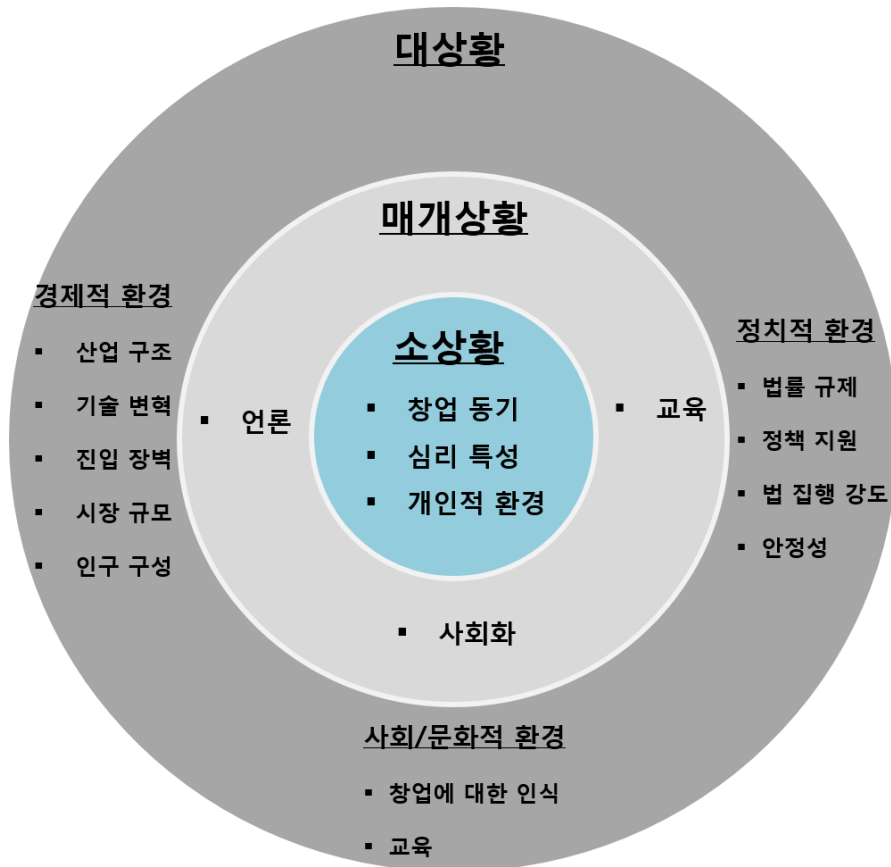 대상황
매개상황
소상황
▪ 창업 동기
▪ 심리 특성
▪ 개인적 환경
▪ 언론
▪ 교육
▪ 사회화
경제적 환경
▪ 산업 구조
▪ 기술 변혁
▪ 진입 장벽
▪ 시장 규모
▪ 인구 구성
정치적 환경
▪ 법률 규제
▪ 정책 지원
▪ 법 집행 강도
▪ 안정성
사회/문화적 환경
▪ 창업에 대한 인식
▪ 교육